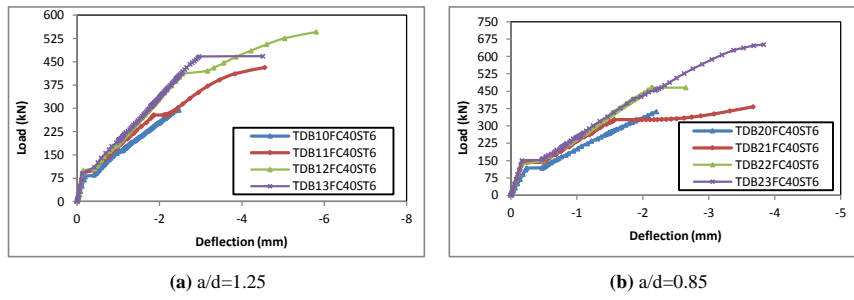 600
525
450
375
300
225
150
75
0
Load (kN)
0
-2
-4
-6
-8
Deflection (mm)
TDB10FC40ST6
TDB11FC40ST6
TDB12FC40ST6
TDB13FC40ST6
(a) a/d=1.25
750
675
600
525
450
375
300
225
150
75
0
Load (kN)
0
-1
-2
-3
-4
-5
Deflection (mm)
TDB20FC40ST6
TDB21FC40ST6
TDB22FC40ST6
TDB23FC40ST6
(b) a/d=0.85